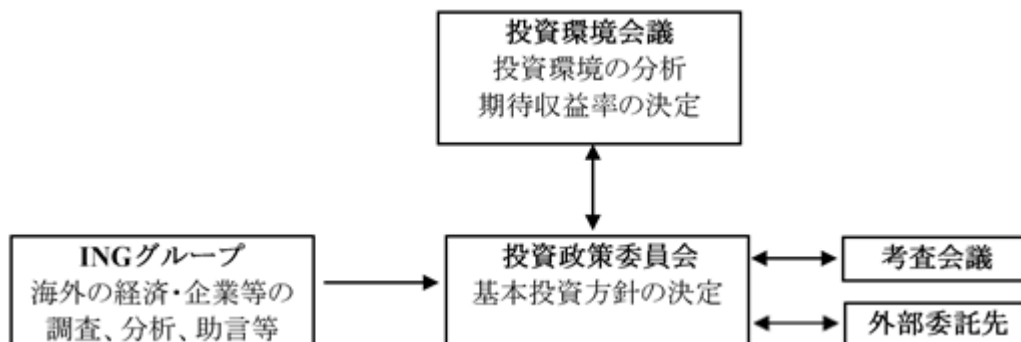 投資環境会議
投資環境の分析
期待収益率の決定
INGグループ
海外の経済・企業等の
調査、分析、助言等
投資政策委員会
基本投資方針の決定
考査会議
外部委託先